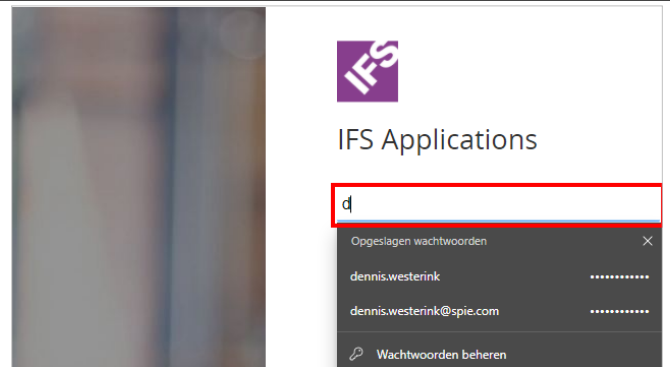 IFS
IFS Applications
d
Opgeslagen wachtwoorden
dennis.westerink ••••••••••••
dennis.westerink@spie.com ••••••••••••
Wachtwoorden beheren